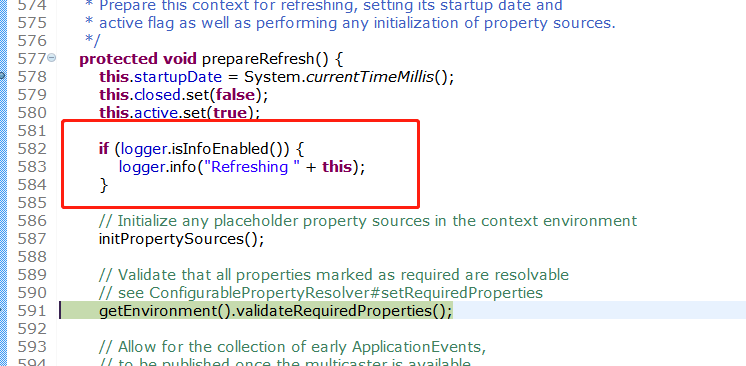 574 * Prepare this context for refreshing, setting its startup date and
575 * active flag as well as performing any initialization of property sources.
576 */
577 protected void prepareRefresh() {
578 this.startupDate = System.currentTimeMillis();
579 this.closed.set(false);
580 this.active.set(true);
581
582 if (logger.isInfoEnabled()) {
583 logger.info("Refreshing " + this);
584 }
585
586 // Initialize any placeholder property sources in the context environment
587 initPropertySources();
588
589 // Validate that all properties marked as required are resolvable
590 // see ConfigurablePropertyResolver#setRequiredProperties
591 getEnvironment().validateRequiredProperties();
592
593 // Allow for the collection of early ApplicationEvents,
594 // to be published once the multicaster is available